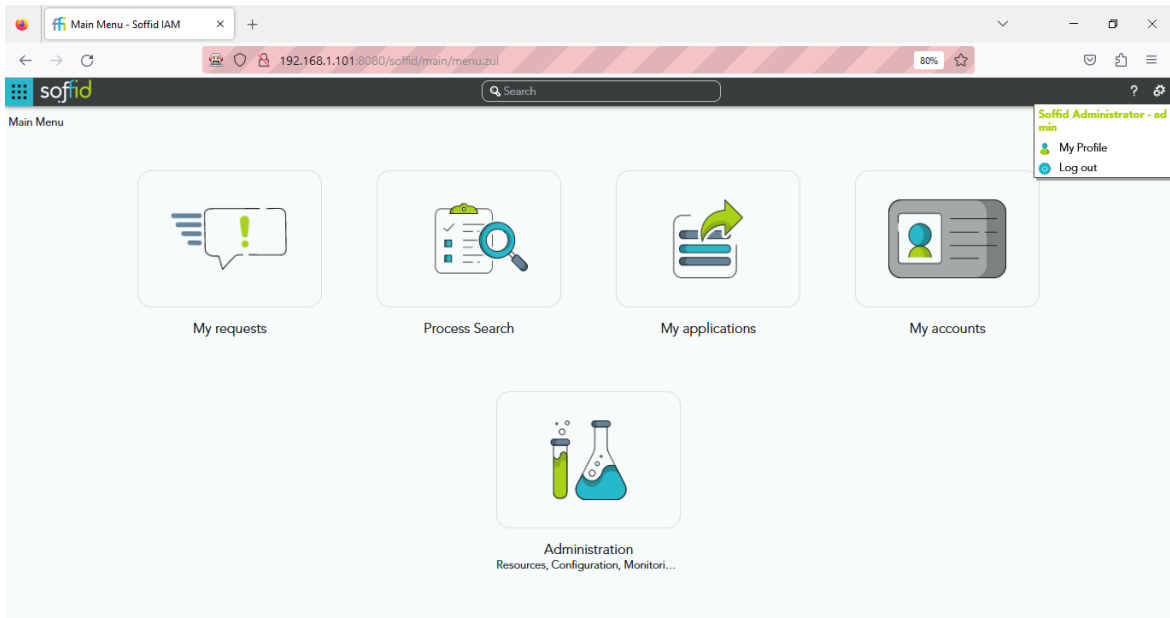 Main Menu - Soffid IAM
192.168.1.101:8080/soffid/main/menu.zul
80%
soffid
Search
?
Main Menu
Soffid Administrator - ad
min
My Profile
Log out
My requests
Process Search
My applications
My accounts
Administration
Resources, Configuration, Monitori...